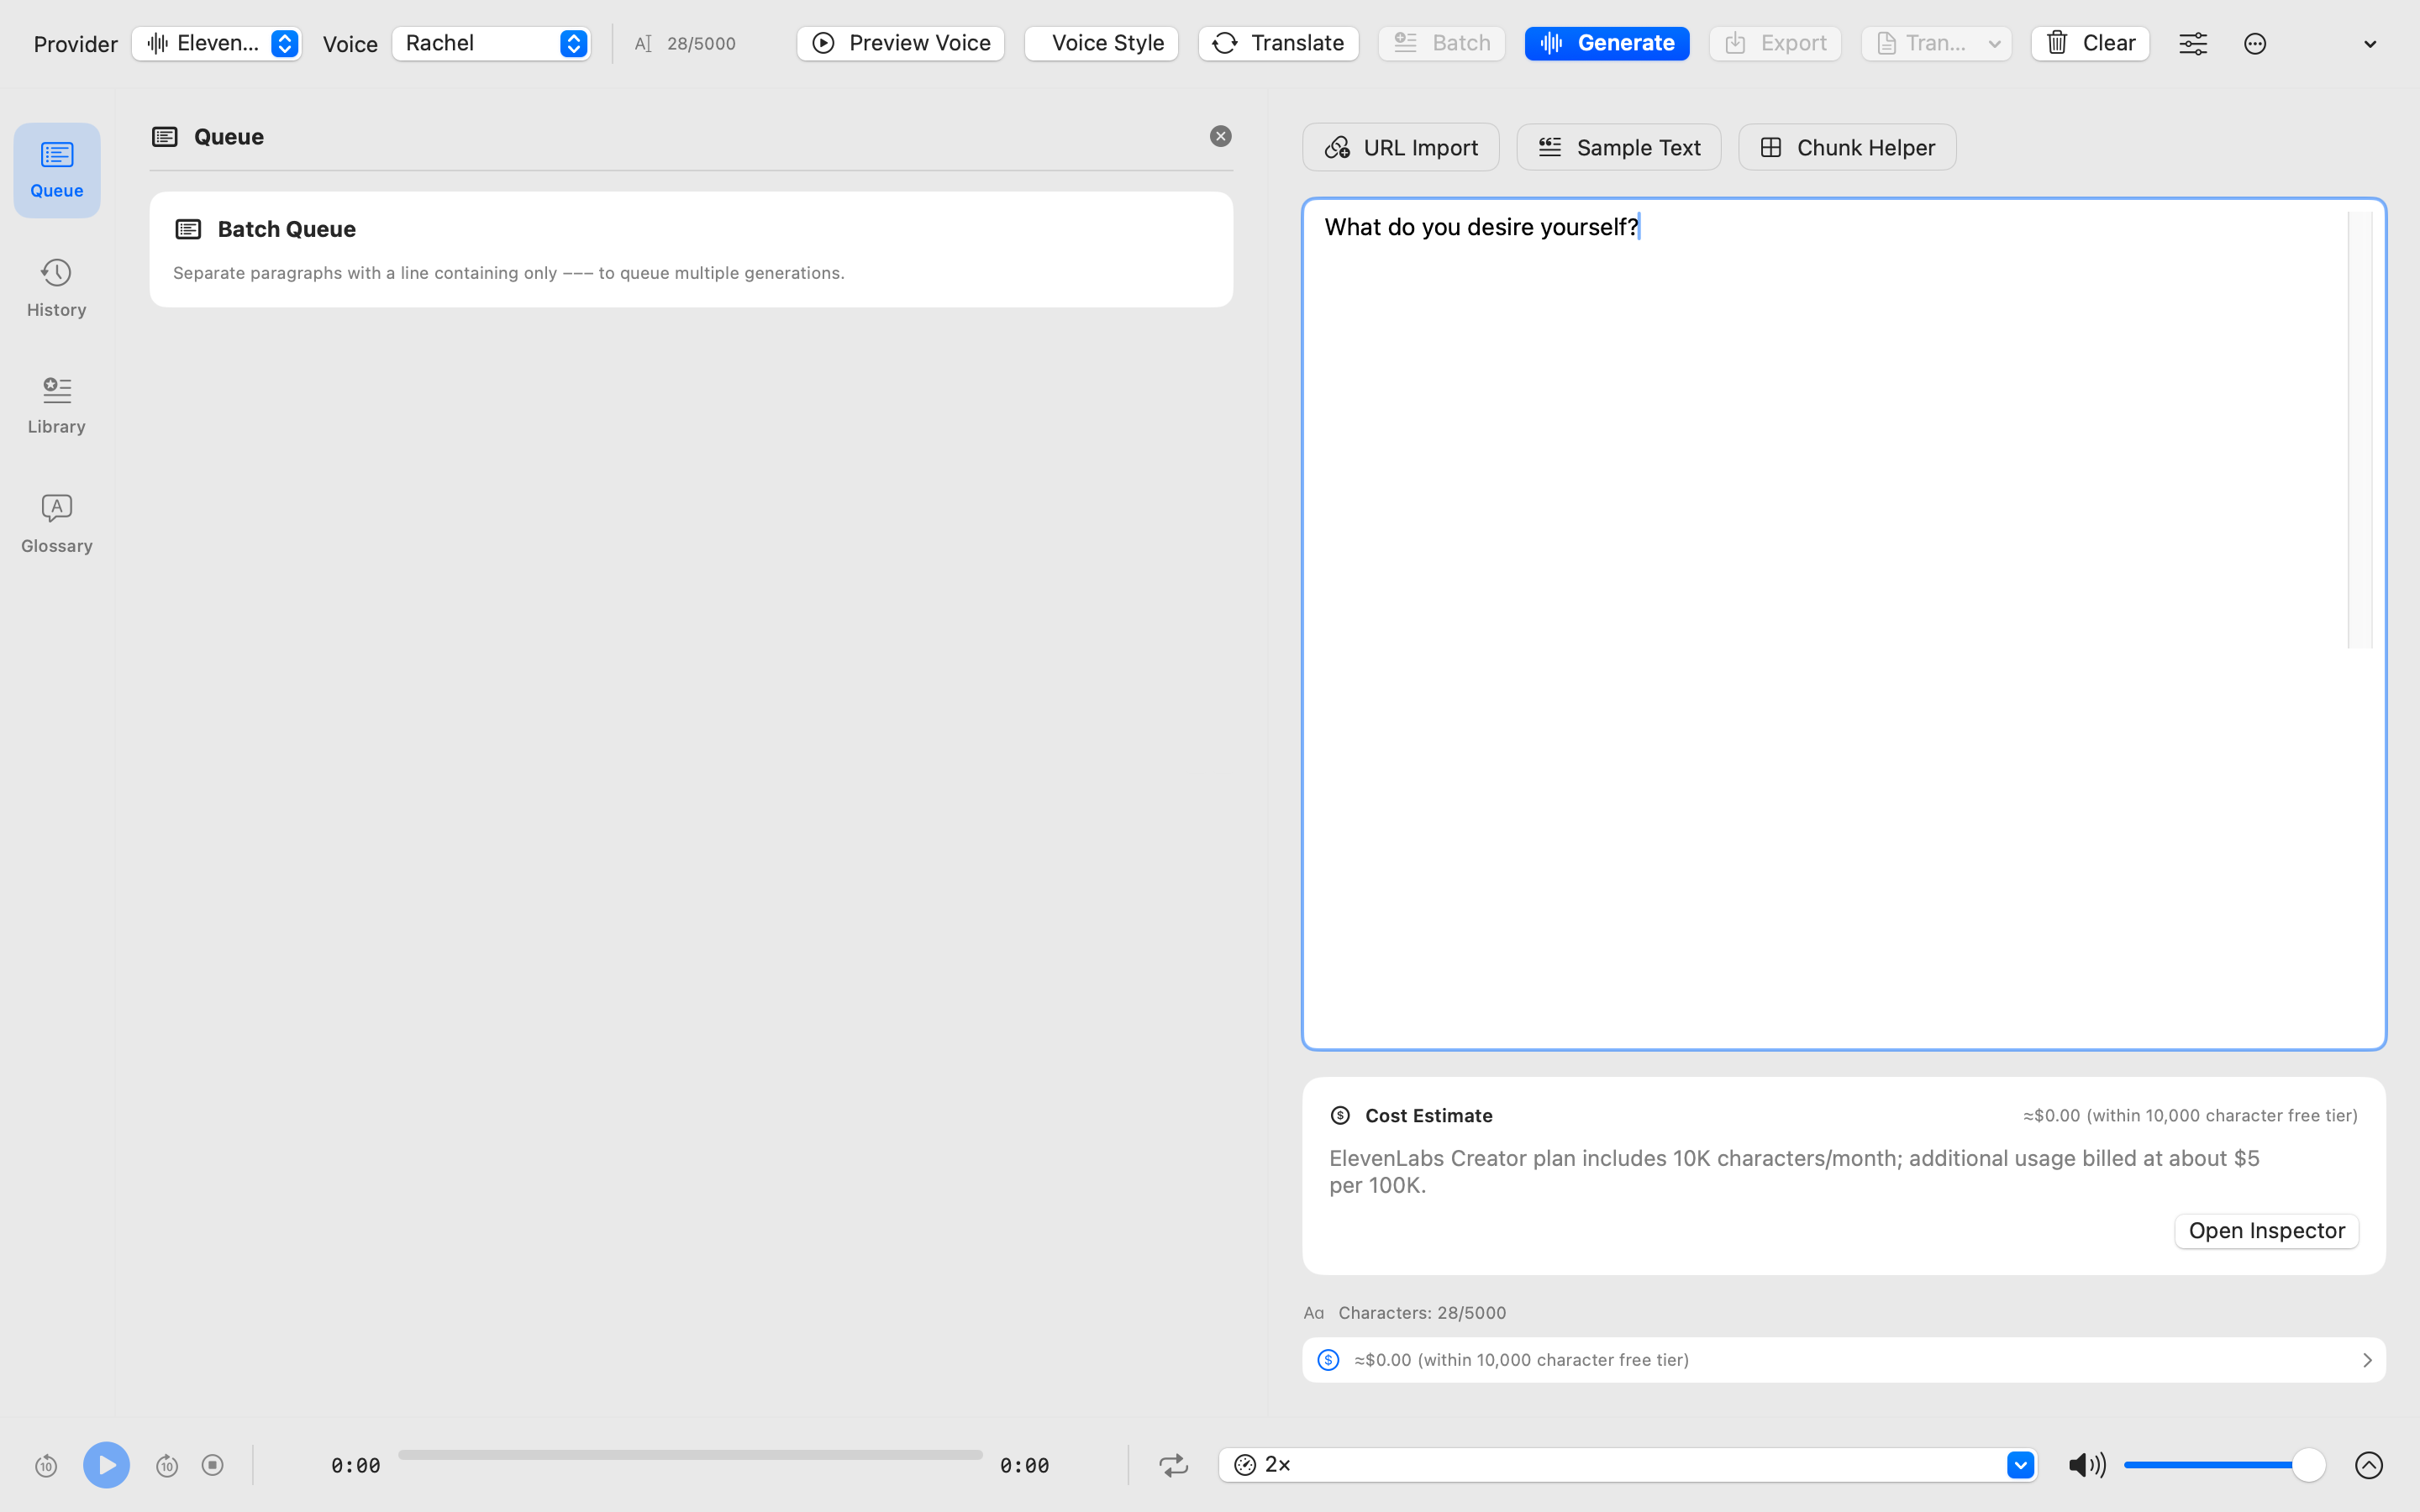 Provider Eleven... Voice Rachel 28/5000 Preview Voice Voice Style Translate Batch Generate Export Tran... Clear
Queue
History
Library
Glossary
Queue
Batch Queue
Separate paragraphs with a line containing only --- to queue multiple generations.
URL Import Sample Text Chunk Helper
What do you desire yourself?
Cost Estimate ≈$0.00 (within 10,000 character free tier)
ElevenLabs Creator plan includes 10K characters/month; additional usage billed at about $5
per 100K.
Open Inspector
Aa Characters: 28/5000
≈$0.00 (within 10,000 character free tier)
10 10 0:00 0:00 2×